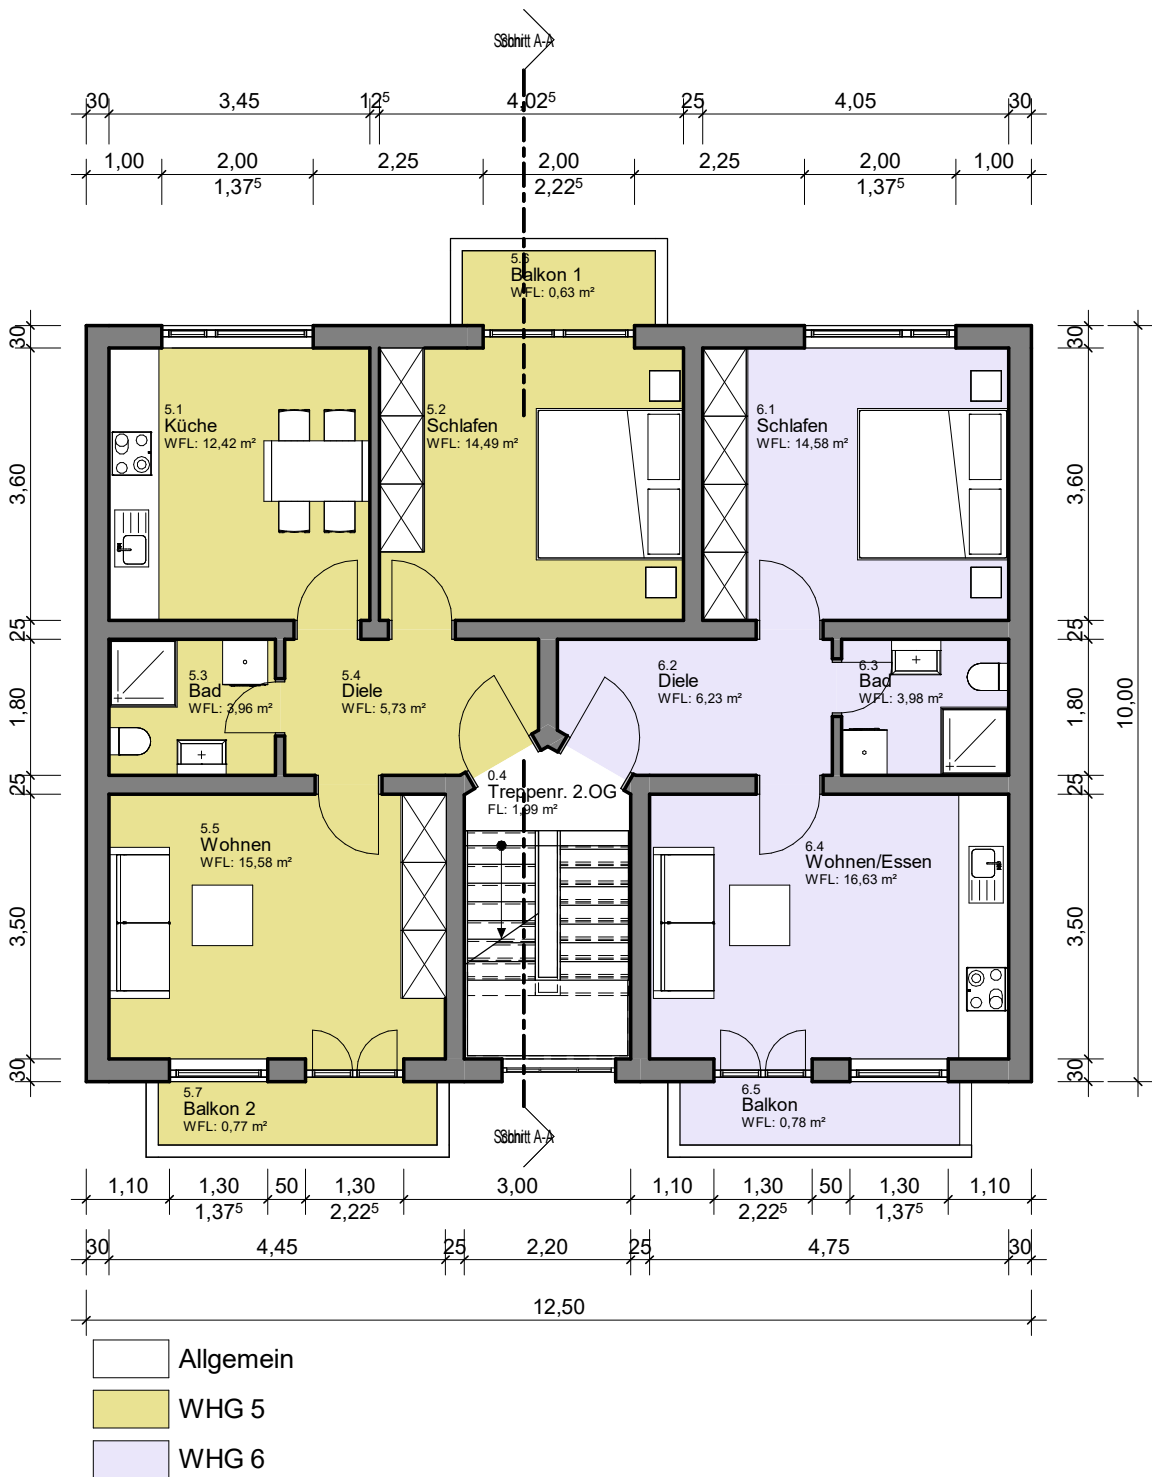 Schnitt A-A
30 3,45 12⁵ 4,02⁵ 25 4,05 30
1,00 2,00 2,25 2,00 2,25 2,00 1,00
1,37⁵ 2,22⁵ 1,37⁵
5.6
Balkon 1
WFL: 0,63 m²
30 3,60 25 1,80 25 3,50 30
5.1
Küche
WFL: 12,42 m²
5.2
Schlafen
WFL: 14,49 m²
6.1
Schlafen
WFL: 14,58 m²
5.3
Bad
WFL: 3,96 m²
5.4
Diele
WFL: 5,73 m²
6.2
Diele
WFL: 6,23 m²
6.3
Bad
WFL: 3,98 m²
0.4
Treppenr. 2.OG
FL: 1,99 m²
5.5
Wohnen
WFL: 15,58 m²
6.4
Wohnen/Essen
WFL: 16,63 m²
5.7
Balkon 2
WFL: 0,77 m²
6.5
Balkon
WFL: 0,78 m²
30 3,60 25 1,80 25 3,50 30
10,00
Schnitt A-A
1,10 1,30 50 1,30 3,00 1,10 1,30 50 1,30 1,10
1,37⁵ 2,22⁵ 2,22⁵ 1,37⁵
30 4,45 25 2,20 25 4,75 30
12,50
Allgemein
WHG 5
WHG 6